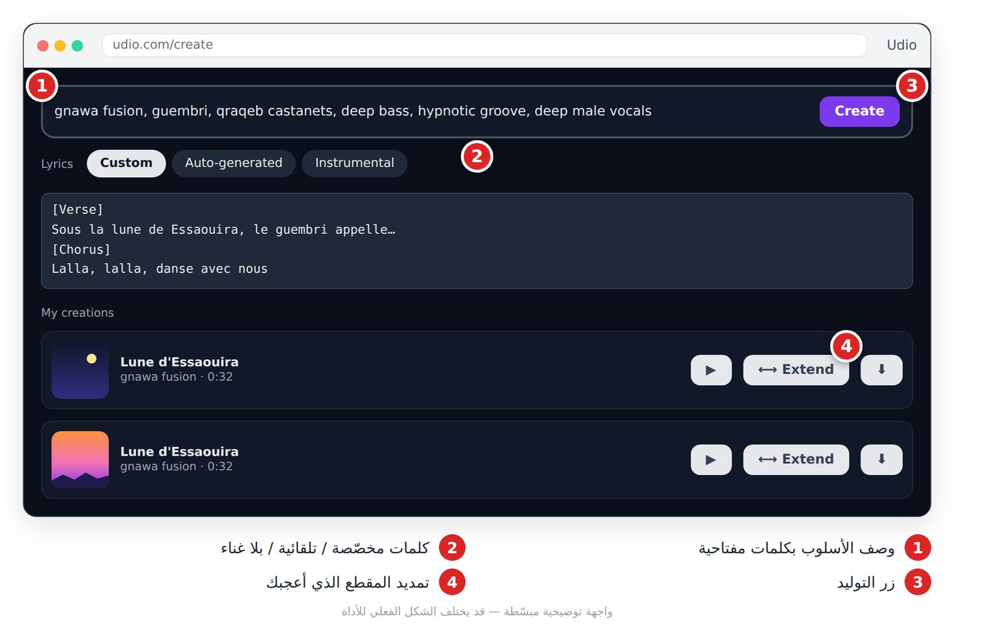 udio.com/create
Udio
1
3
gnawa fusion, guembri, qraqeb castanets, deep bass, hypnotic groove, deep male vocals
Create
2
Lyrics Custom Auto-generated Instrumental
[Verse]
Sous la lune de Essaouira, le guembri appelle…
[Chorus]
Lalla, lalla, danse avec nous
My creations
4
Lune d'Essaouira
gnawa fusion · 0:32
▶ ⟷ Extend ⬇
Lune d'Essaouira
gnawa fusion · 0:32
▶ ⟷ Extend ⬇
1 وصف الأسلوب بكلمات مفتاحية
2 كلمات مخصّصة / تلقائية / بلا غناء
3 زر التوليد
4 تمديد المقطع الذي أعجبك
واجهة توضيحية مبسّطة — قد يختلف الشكل الفعلي للأداة